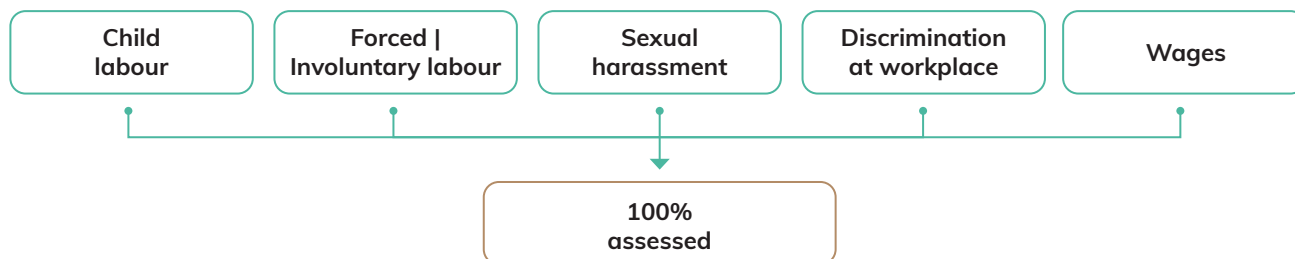 Child
labour
Forced |
Involuntary labour
Sexual
harassment
Discrimination
at workplace
Wages
100%
assessed